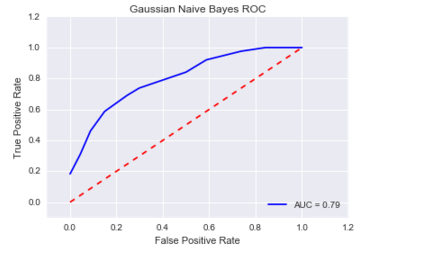 Gaussian Naive Bayes ROC
1.2
1.0
0.8
0.6
0.4
0.2
0.0
True Positive Rate
0.0 0.2 0.4 0.6 0.8 1.0 1.2
False Positive Rate
AUC = 0.79